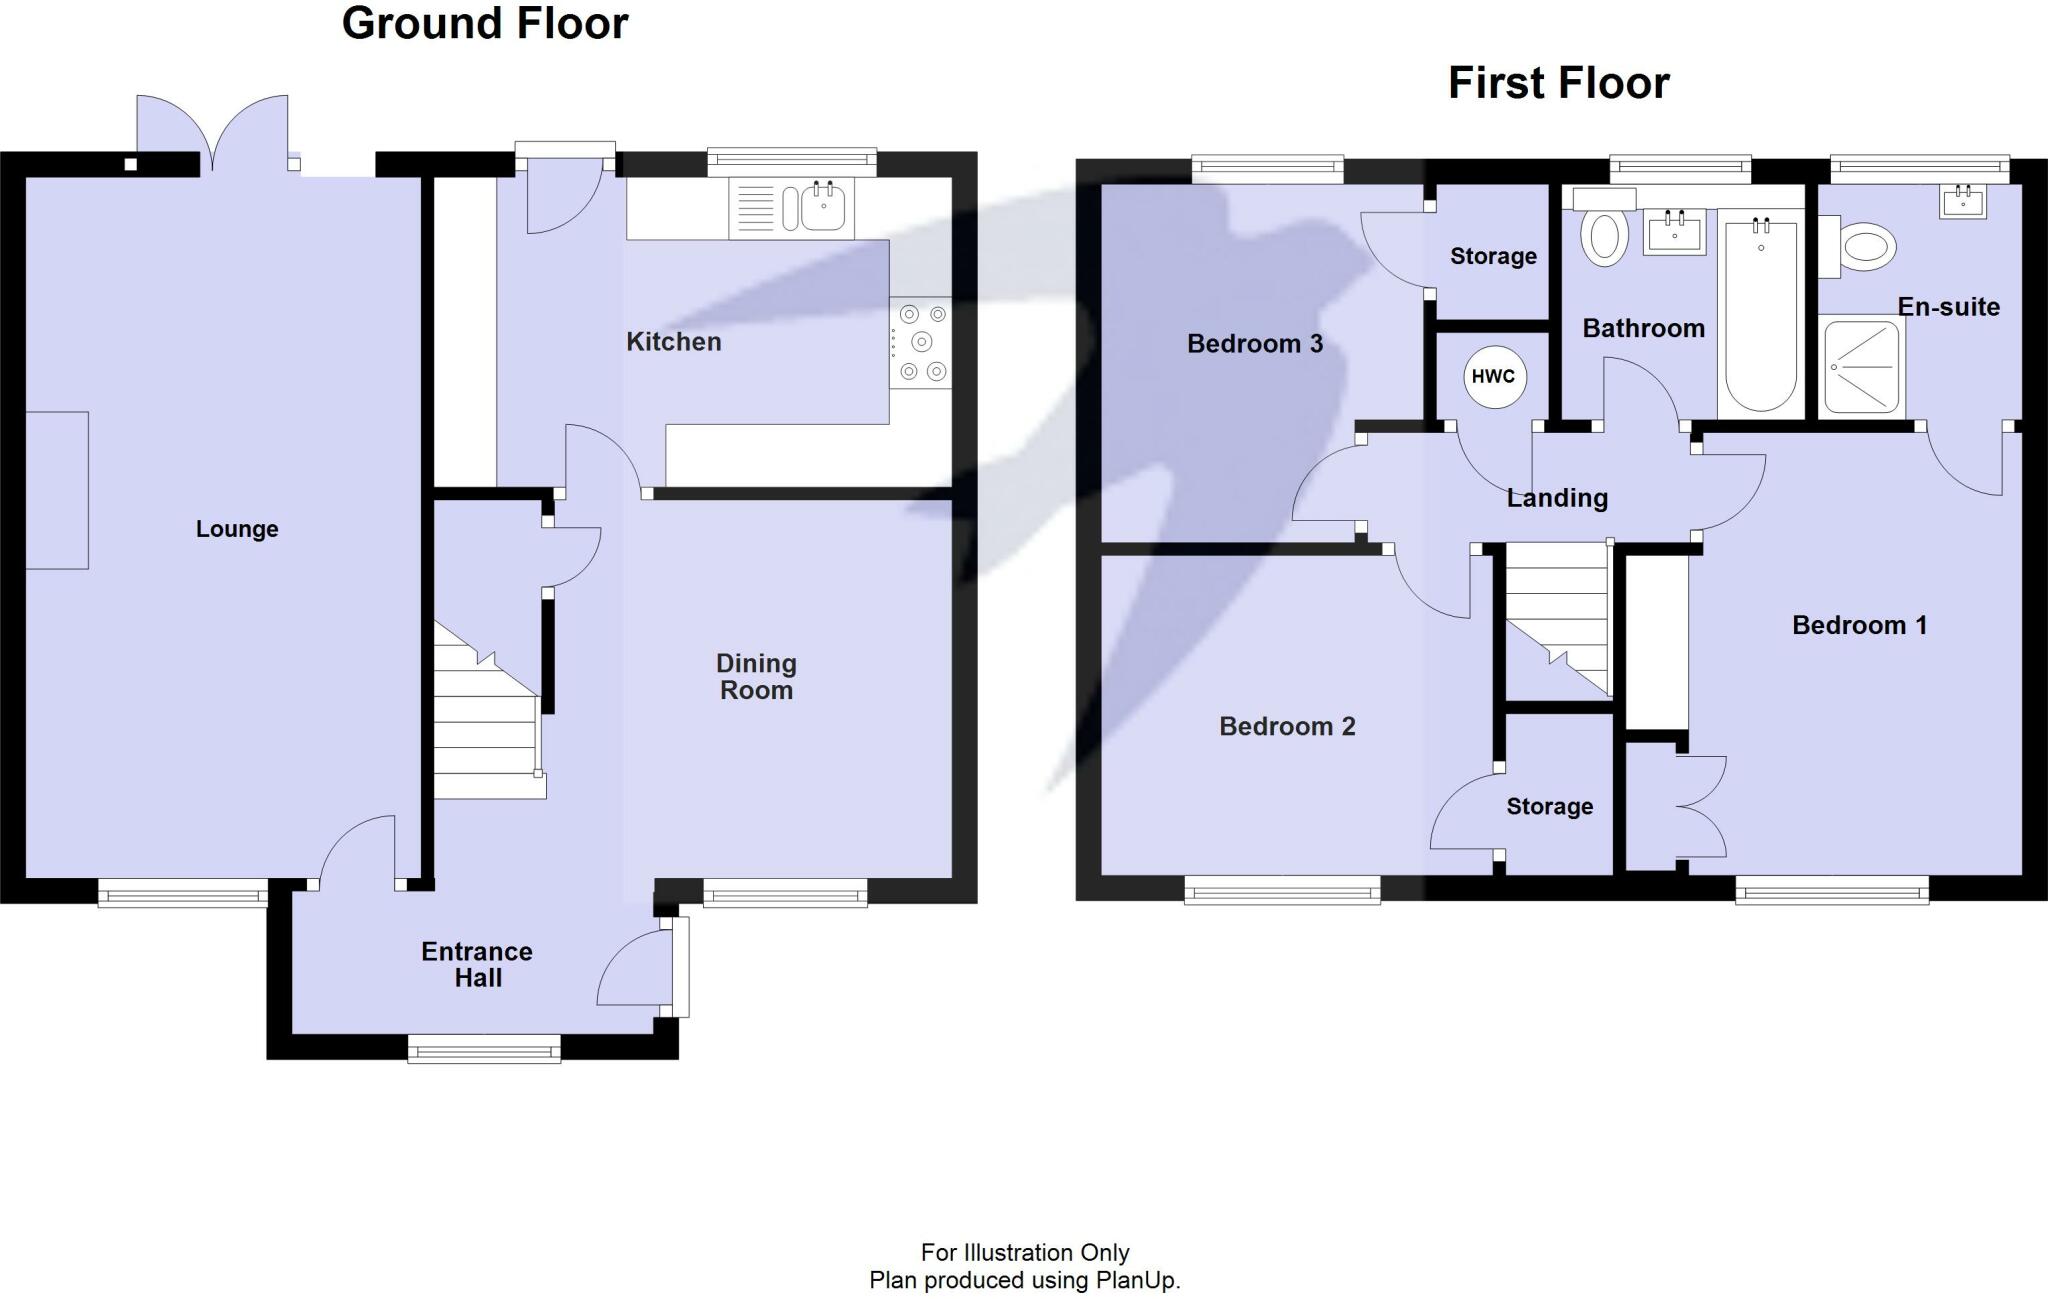 Ground Floor
First Floor
Kitchen
Lounge
Dining
Room
Entrance
Hall
Storage
En-suite
Bathroom
Bedroom 3
HWC
Landing
Bedroom 1
Bedroom 2
Storage
For Illustration Only
Plan produced using PlanUp.